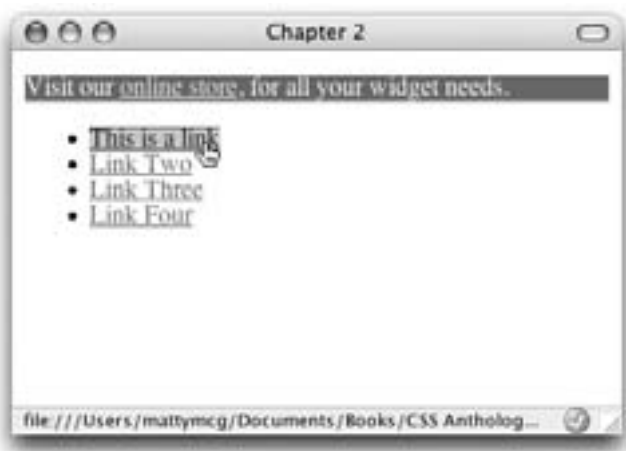 Chapter 2
Visit our online store, for all your widget needs.
This is a link
Link Two
Link Three
Link Four
file:///Users/mattymcg/Documents/Books/CSS Antholog...